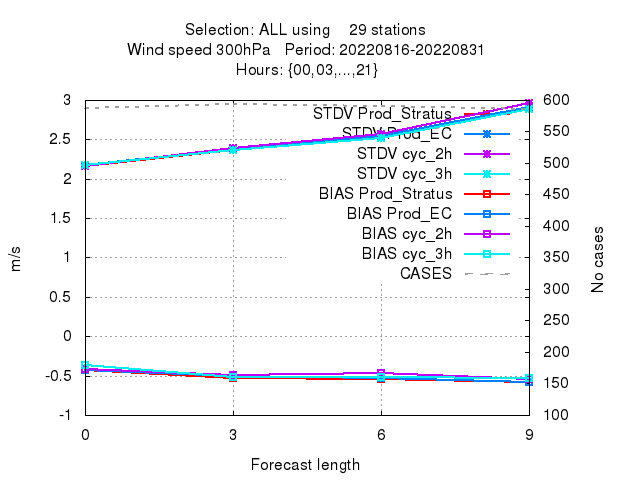 Selection: ALL using 29 stations
Wind speed 300hPa Period: 20220816-20220831
Hours: {00,03,...,21}
3
2.5
2
1.5
1
0.5
0
-0.5
-1
m/s
STDV Prod_Stratus
STDV Prod_EC
STDV cyc_2h
STDV cyc_3h
BIAS Prod_Stratus
BIAS Prod_EC
BIAS cyc_2h
BIAS cyc_3h
CASES
600
550
500
450
400
350
300
250
200
150
100
No cases
0 3 6 9
Forecast length